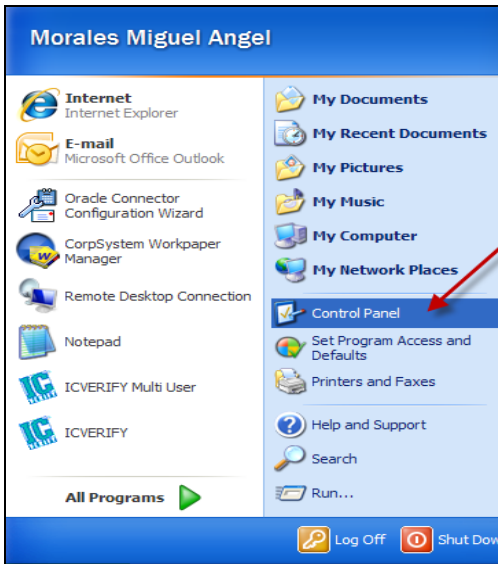 Morales Miguel Angel
Internet
Internet Explorer
E-mail
Microsoft Office Outlook
Oracle Connector
Configuration Wizard
CorpSystem Workpaper
Manager
Remote Desktop Connection
Notepad
ICVERIFY Multi User
ICVERIFY
All Programs
My Documents
My Recent Documents
My Pictures
My Music
My Computer
My Network Places
Control Panel
Set Program Access and
Defaults
Printers and Faxes
Help and Support
Search
Run...
Log Off
Shut Dow